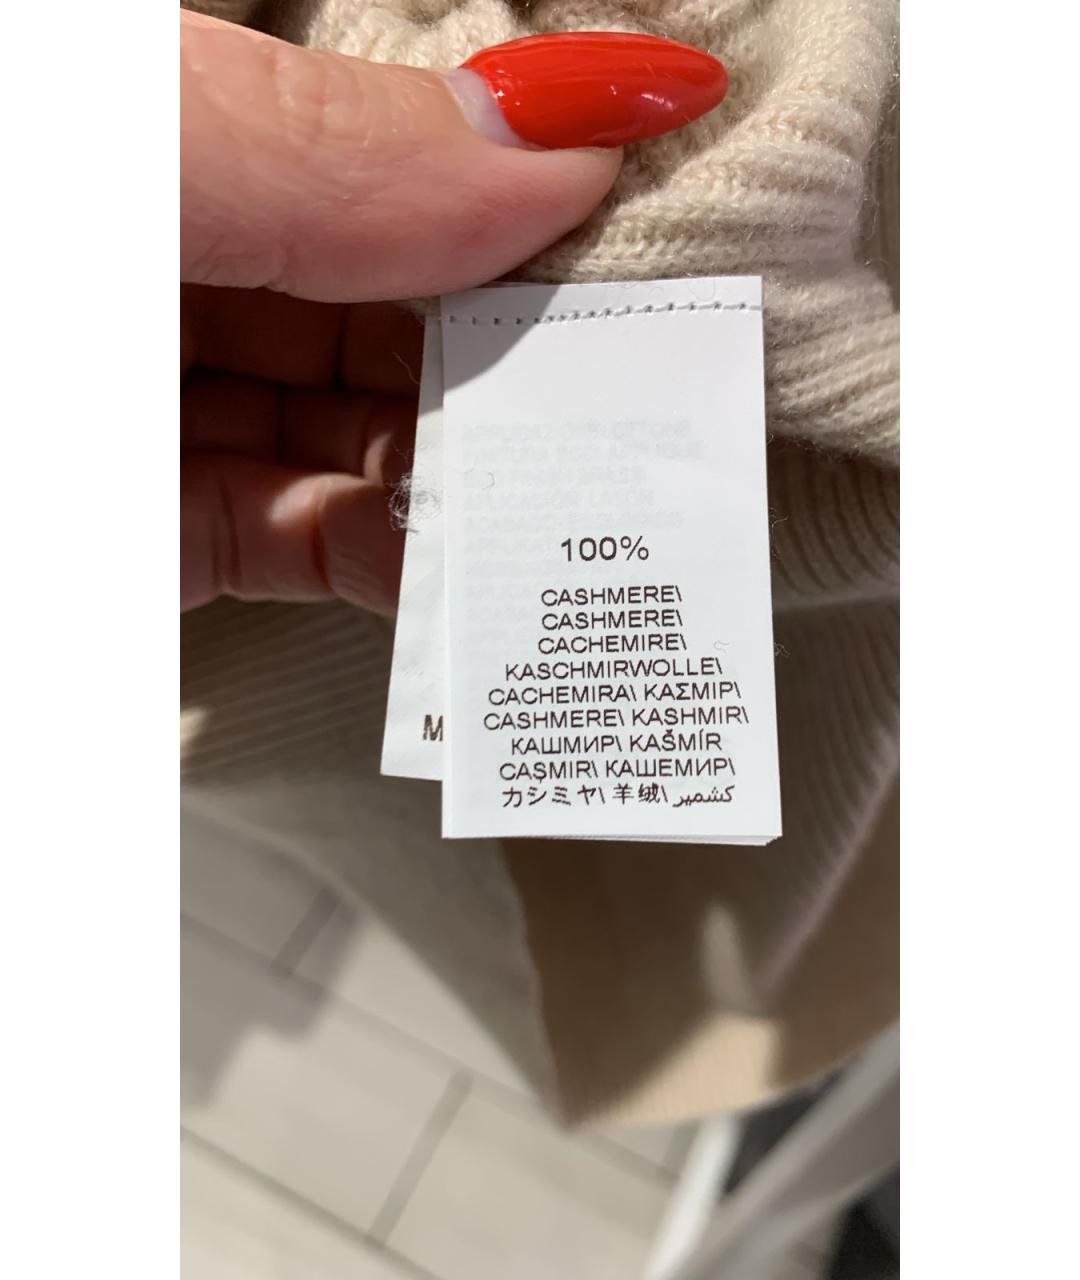 100%
CASHMERE\
CASHMERE\
CACHEMIRE\
KASCHMIRWOLLE\
CACHEMIRA\ ΚΑΣΜΙΡ\
CASHMERE\ KASHMIR\
КАШМИР\ KAŠMÍR
CAŞMIR\ КАШЕМИР\
カシミヤ\ 羊绒\ كشمير
M